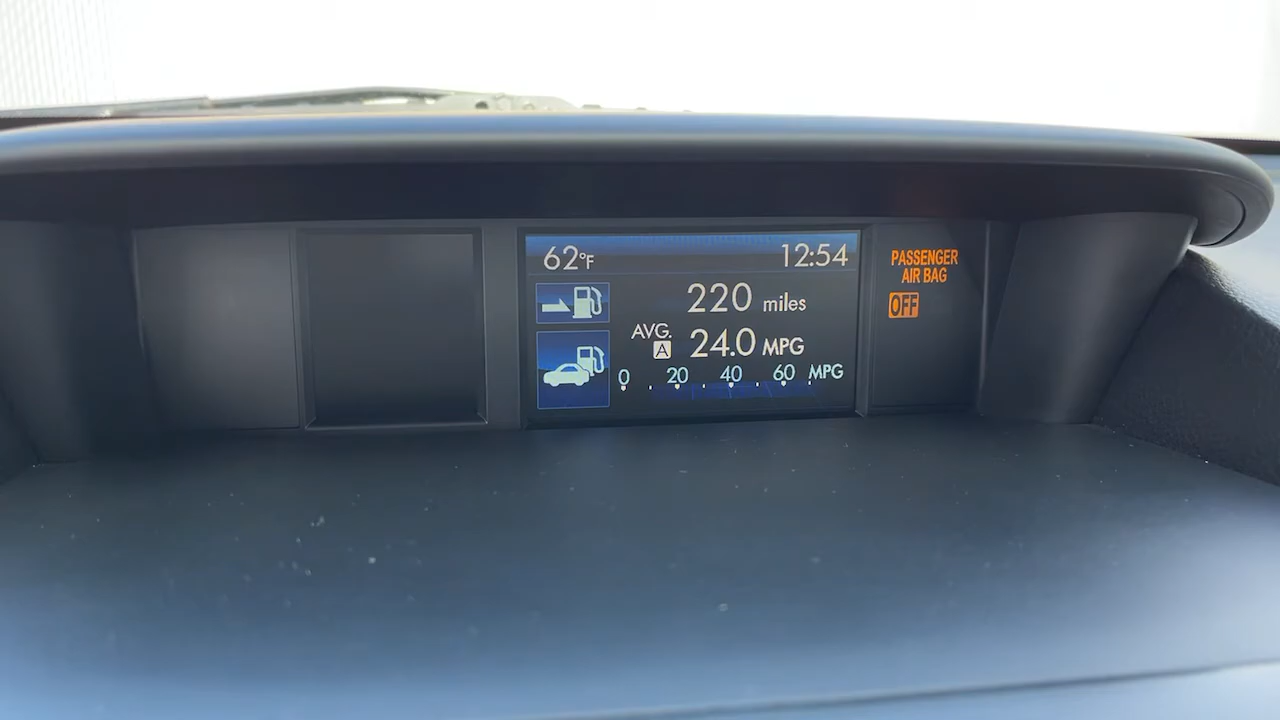 62°F 12:54
220 miles
AVG.
A 24.0 MPG
0 20 40 60 MPG
PASSENGER
AIR BAG
OFF